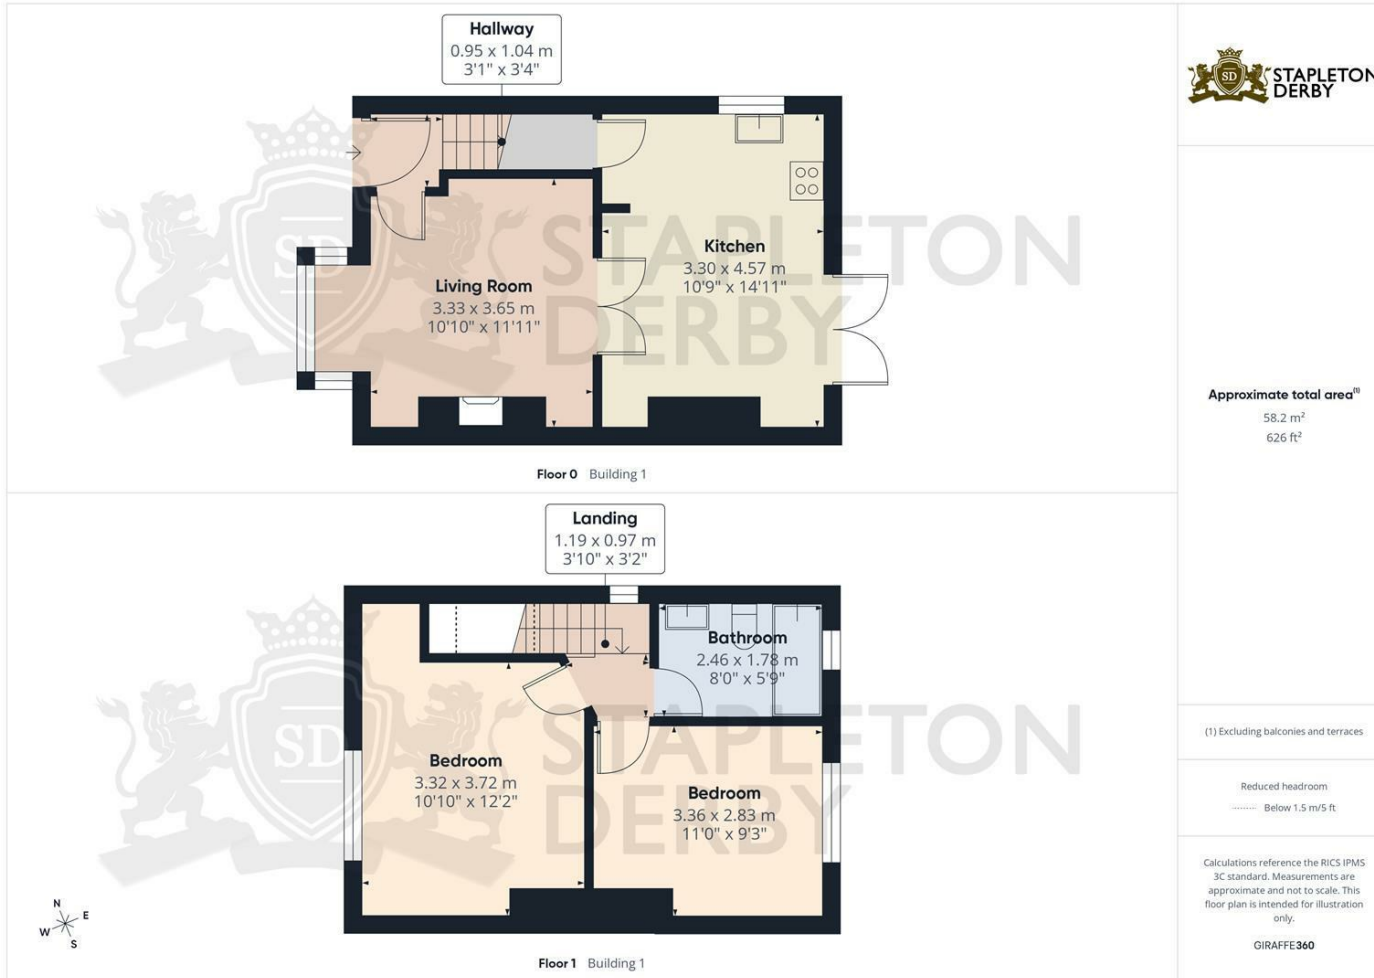 Hallway
0.95 x 1.04 m
3'1" x 3'4"
Living Room
3.33 x 3.65 m
10'10" x 11'11"
Kitchen
3.30 x 4.57 m
10'9" x 14'11"
SD
STAPLETON
DERBY
Floor 0 Building 1
Landing
1.19 x 0.97 m
3'10" x 3'2"
Bathroom
2.46 x 1.78 m
8'0" x 5'9"
Bedroom
3.32 x 3.72 m
10'10" x 12'2"
Bedroom
3.36 x 2.83 m
11'0" x 9'3"
SD
STAPLETON
DERBY
N
E
W
S
Floor 1 Building 1
SD
STAPLETON
DERBY
Approximate total area(1)
58.2 m²
626 ft²
(1) Excluding balconies and terraces
Reduced headroom
Below 1.5 m/5 ft
Calculations reference the RICS IPMS
3C standard. Measurements are
approximate and not to scale. This
floor plan is intended for illustration
only.
GIRAFFE360